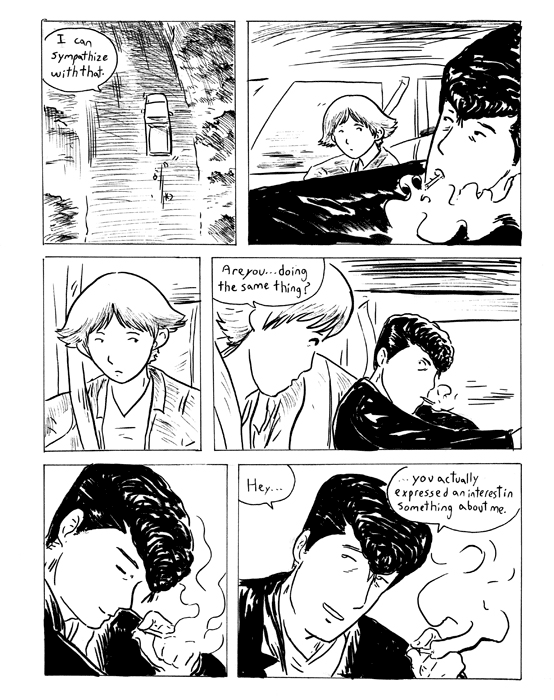 I can
sympathize
with that.
Are you... doing
the same thing?
Hey...
... you actually
expressed an interest in
something about me.